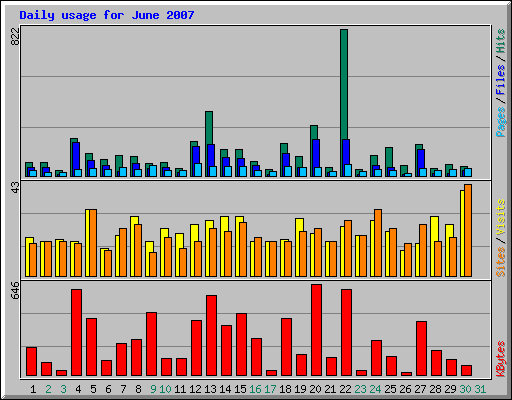 Daily usage for June 2007
822
Pages / Files / Hits
43
Sites / Visits
646
KBytes
1 2 3 4 5 6 7 8 9 10 11 12 13 14 15 16 17 18 19 20 21 22 23 24 25 26 27 28 29 30 31